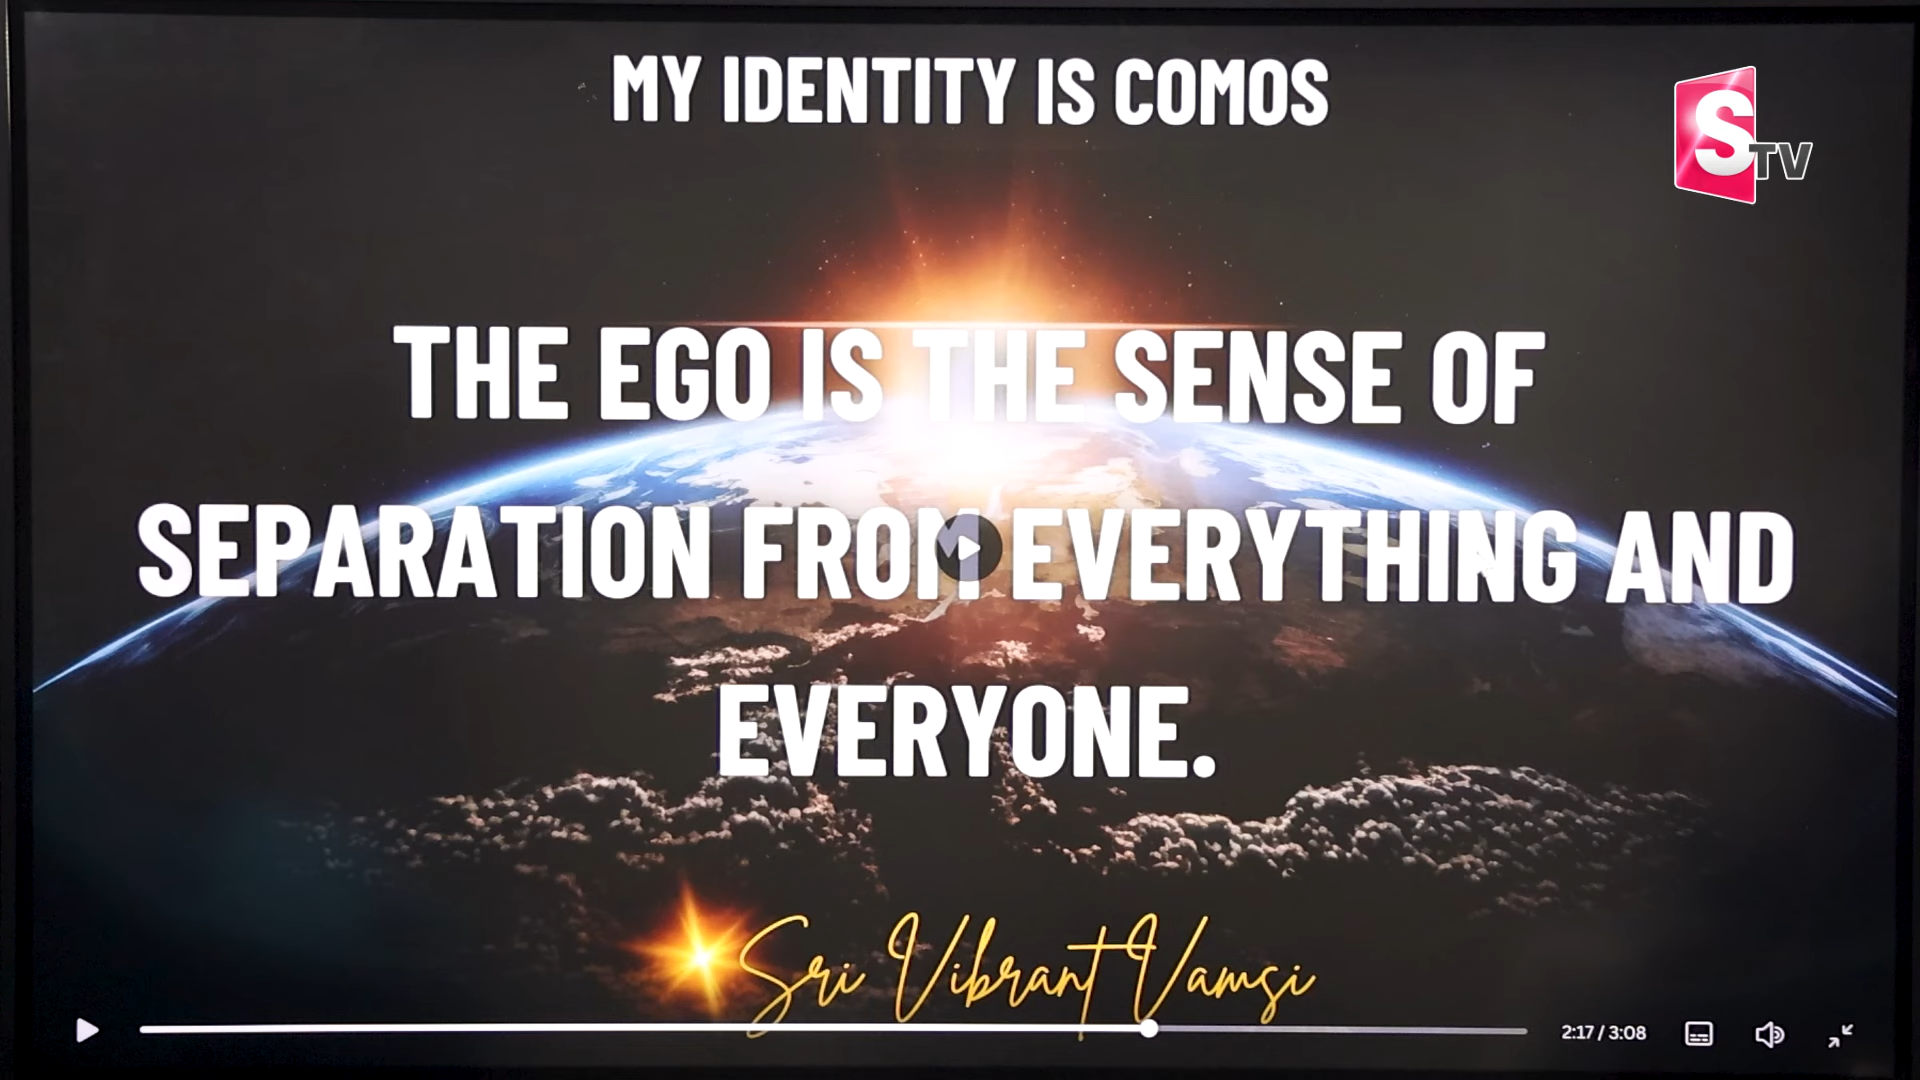 MY IDENTITY IS COMOS
STV
THE EGO IS THE SENSE OF
SEPARATION FROM EVERYTHING AND
EVERYONE.
Sri Vibrant Vamsi
2:17 / 3:08